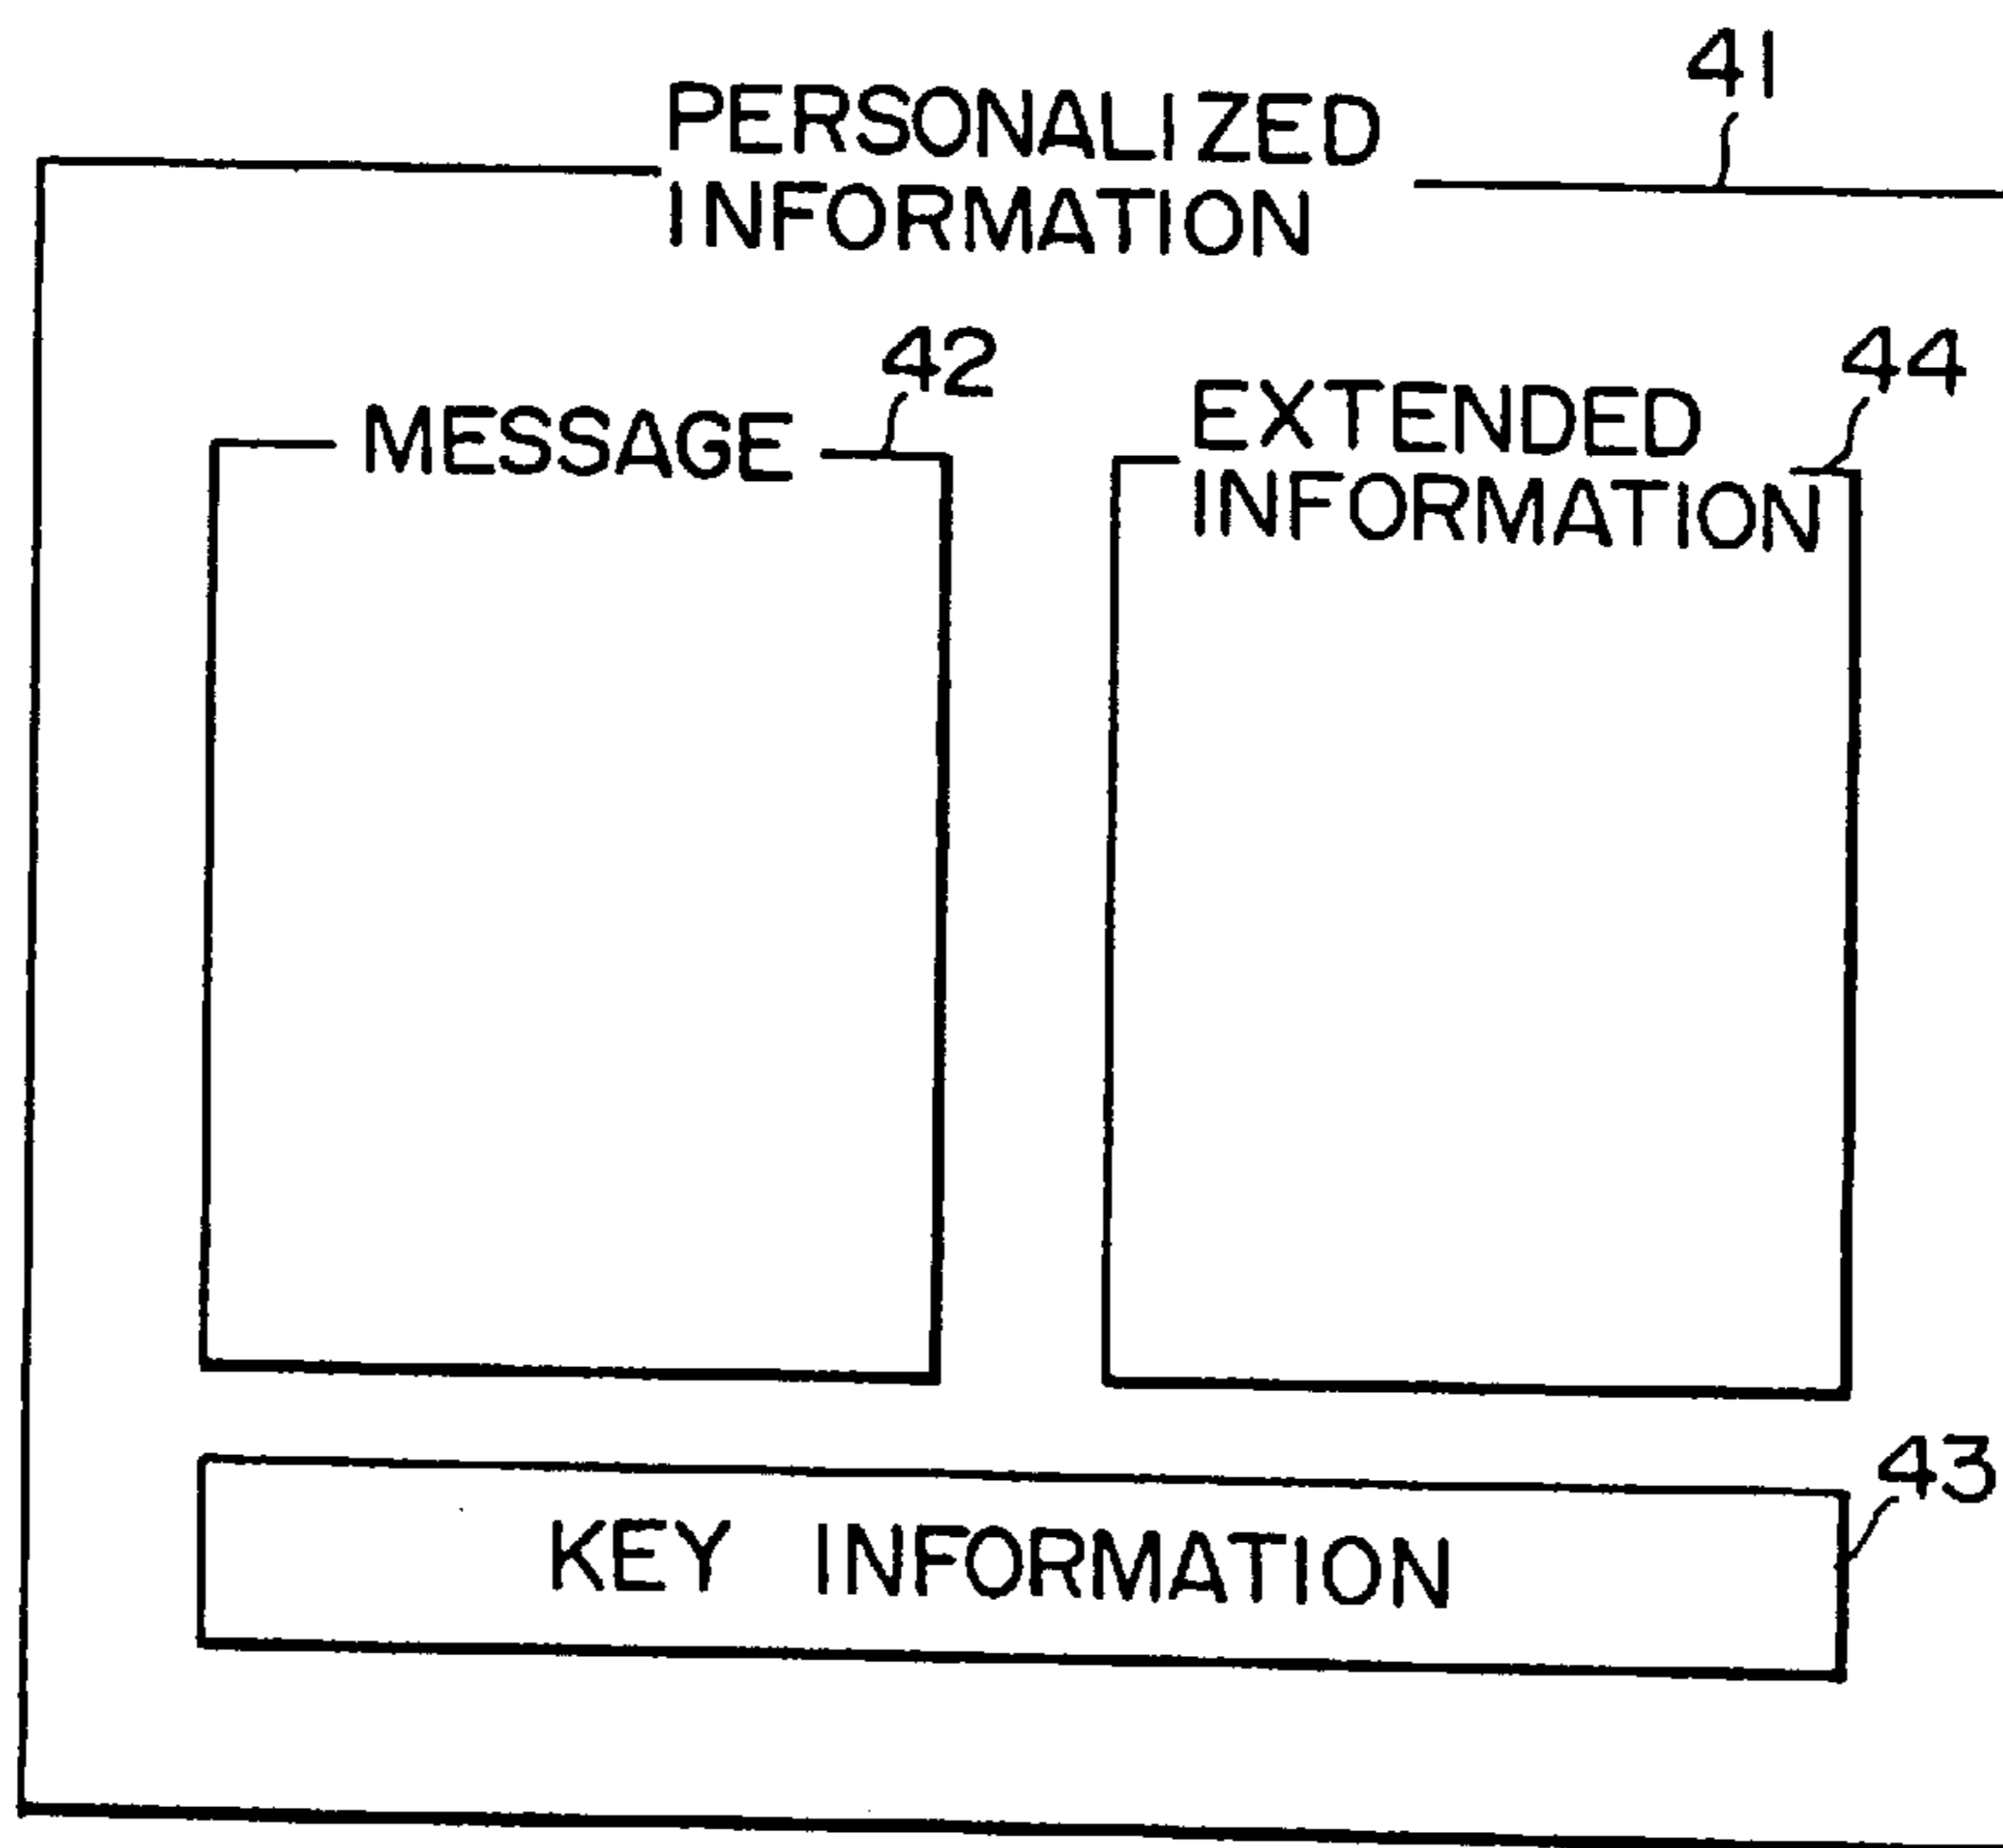 41
PERSONALIZED
INFORMATION
42
44
MESSAGE
EXTENDED
INFORMATION
43
KEY INFORMATION